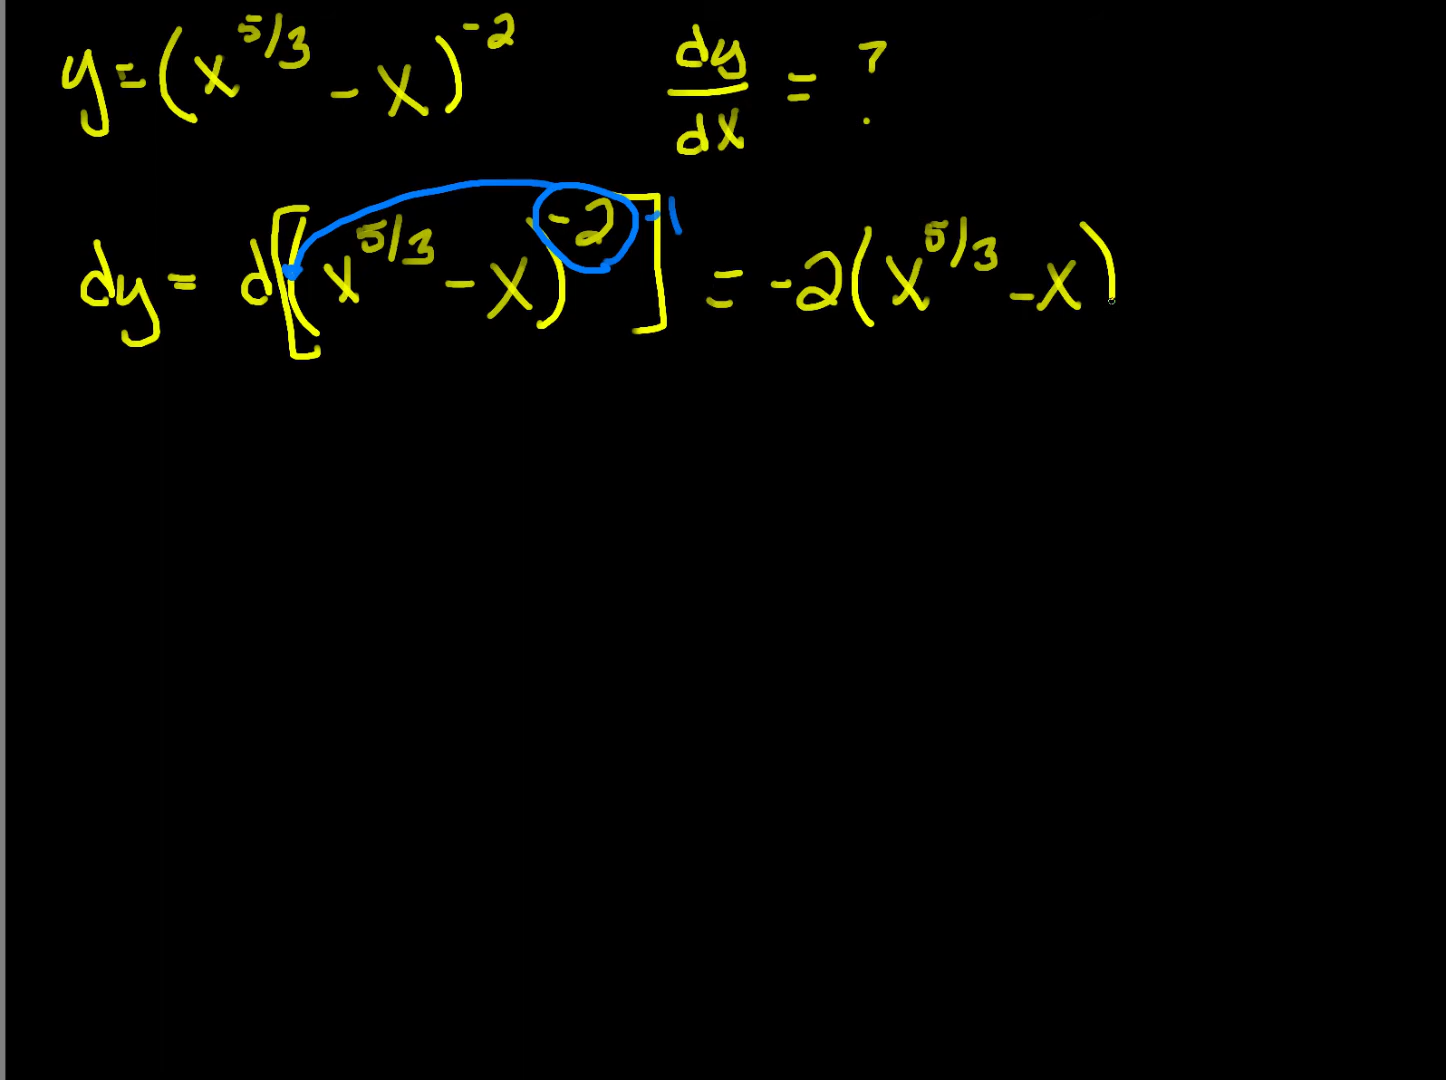 y = (x^{5/3} - x)^{-2}    dy/dx = ?
dy = d[(x^{5/3} - x)^{-2 -1}] = -2(x^{5/3} - x)